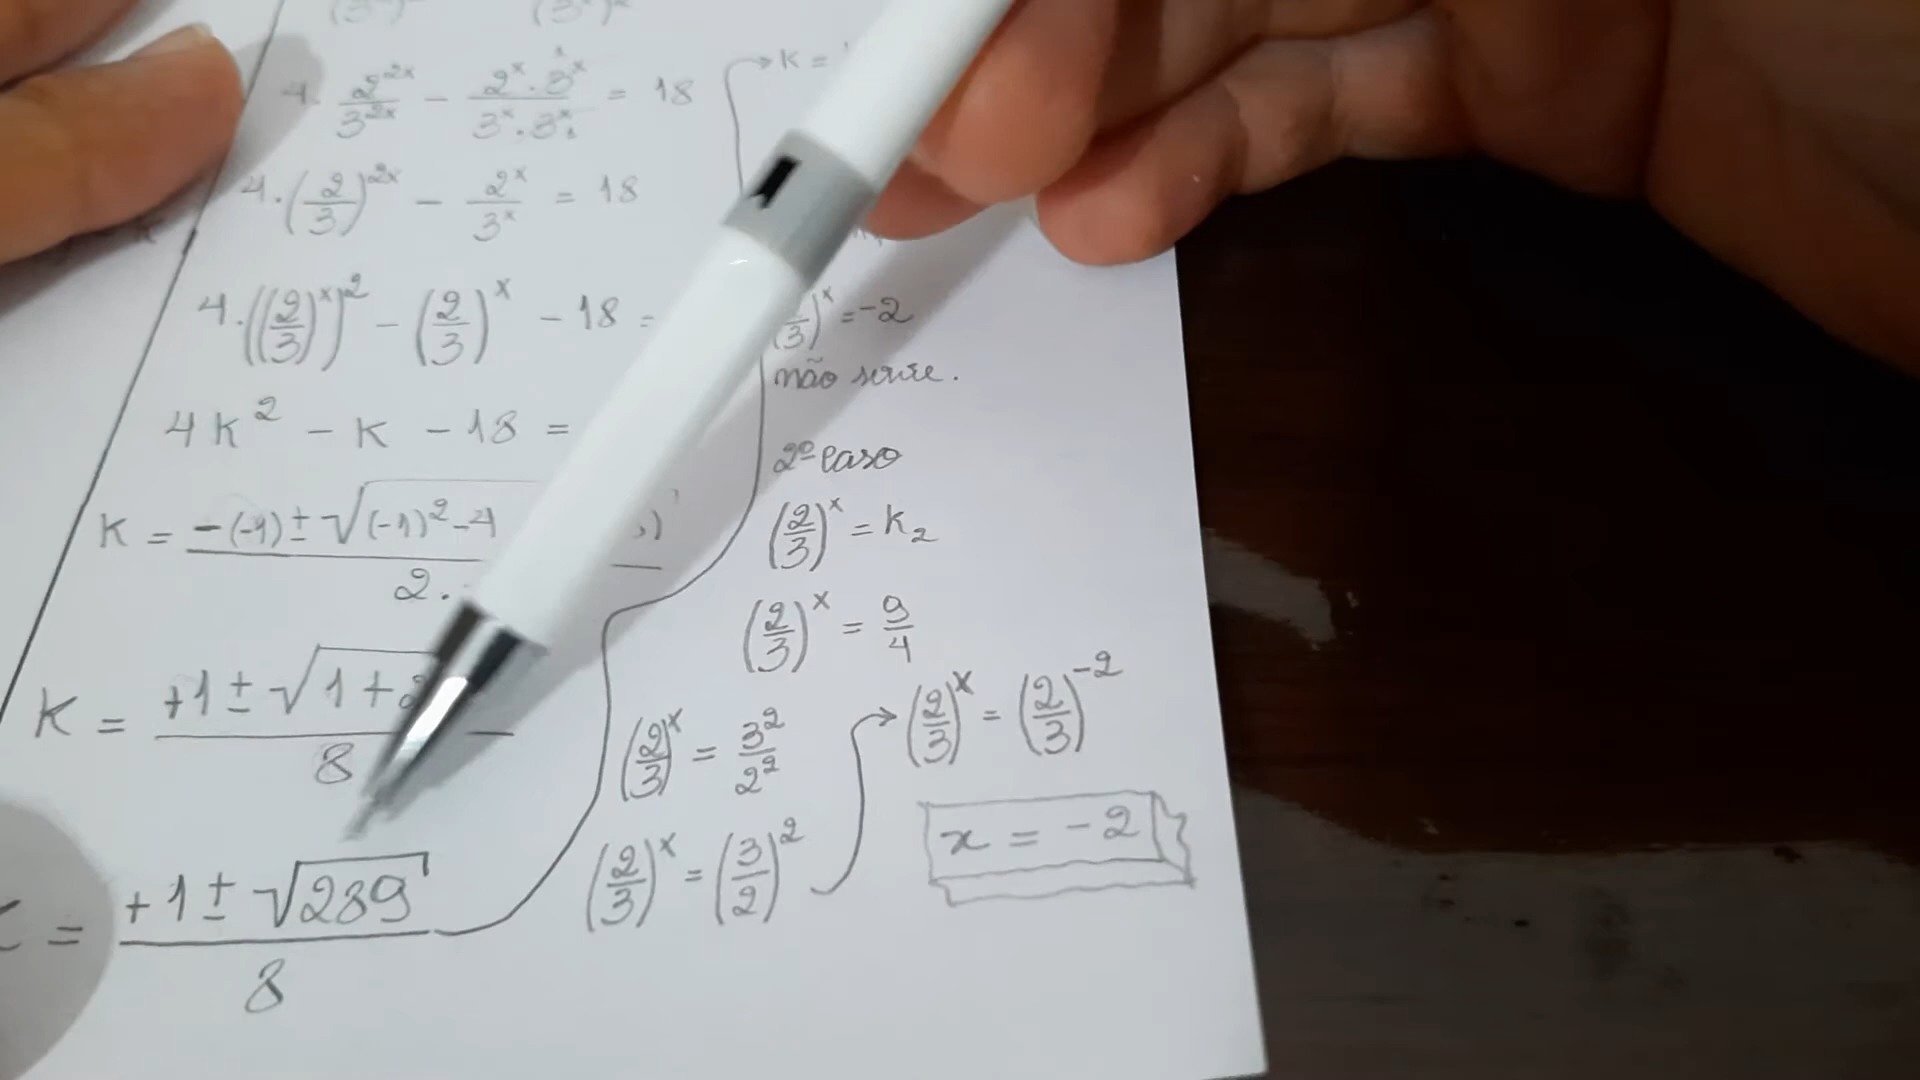 4 · 2^{2x}/3^{2x} - 2^x · 3^x/3^x · 3^x = 18
4 · (2/3)^{2x} - 2^x/3^x = 18
4 · ((2/3)^x)^2 - (2/3)^x - 18 =
4K^2 - K - 18 =
K = -(-1) ± √(-1)^2 - 4
2 .
K = +1 ± √1 + 2
8
= +1 ± √289
8
→ K =
3)^x = -2
não serve.
2º caso
(2/3)^x = K_2
(2/3)^x = 9/4
(2/3)^x = 3^2/2^2
(2/3)^x = (3/2)^2
→ (2/3)^x = (2/3)^{-2}
x = -2